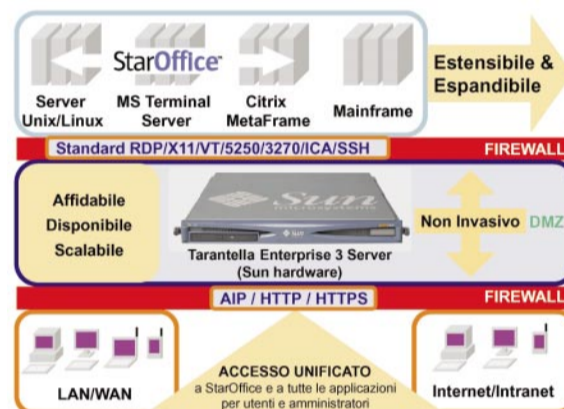 StarOffice
Server
Unix/Linux
MS Terminal
Server
Citrix
MetaFrame
Mainframe
Estensibile &
Espandibile
Standard RDP/X11/VT/5250/3270/ICA/SSH
FIREWALL
Affidabile
Disponibile
Scalabile
Sun
microsystems
Tarantella Enterprise 3 Server
(Sun hardware)
Non Invasivo
DMZ
AIP / HTTP / HTTPS
FIREWALL
LAN/WAN
ACCESSO UNIFICATO
a StarOffice e a tutte le applicazioni
per utenti e amministratori
Internet/Intranet